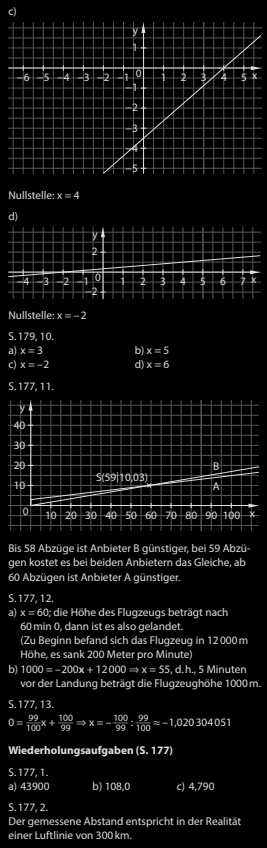 c)
y
1
−6 −5 −4 −3 −2 −1 0 1 2 3 4 5 x
−1
−2
−3
−4
−5
Nullstelle: x = 4
d)
y
2
−4 −3 −2 −1 0 1 2 3 4 5 6 7 x
−2
Nullstelle: x = – 2
S. 179, 10.
a) x = 3 b) x = 5
c) x = −2 d) x = 6
S. 177, 11.
y
40
30
20
10
S(59|10,03)
B
A
0 10 20 30 40 50 60 70 80 90 100 x
Bis 58 Abzüge ist Anbieter B günstiger, bei 59 Abzü-
gen kostet es bei beiden Anbietern das Gleiche, ab
60 Abzügen ist Anbieter A günstiger.
S. 177, 12.
a) x = 60; die Höhe des Flugzeugs beträgt nach
60 min 0, dann ist es also gelandet.
(Zu Beginn befand sich das Flugzeug in 12 000 m
Höhe, es sank 200 Meter pro Minute)
b) 1000 = −200x + 12 000 ⇒ x = 55, d. h., 5 Minuten
vor der Landung beträgt die Flugzeughöhe 1000 m.
S. 177, 13.
0 = 99/100 x + 100/99 ⇒ x = − 100/99 : 99/100 ≈ −1,020 304 051
Wiederholungsaufgaben (S. 177)
S. 177, 1.
a) 43900 b) 108,0 c) 4,790
S. 177, 2.
Der gemessene Abstand entspricht in der Realität
einer Luftlinie von 300 km.